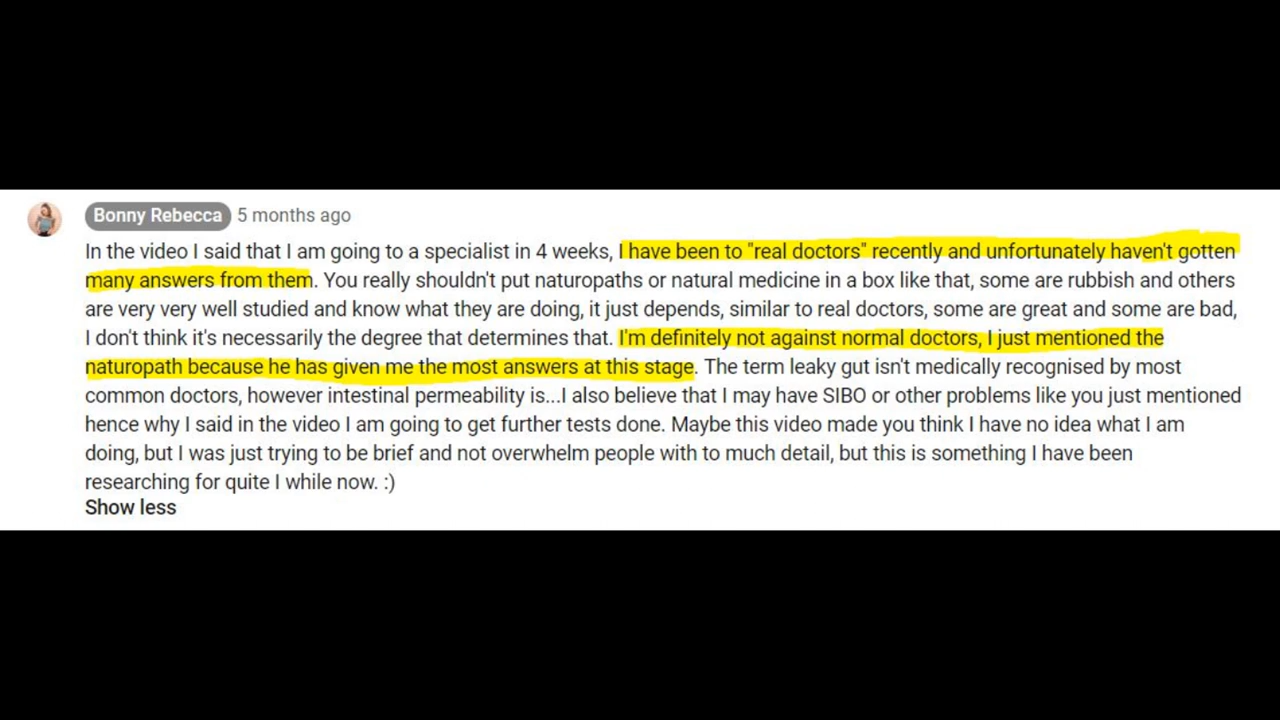 Bonny Rebecca 5 months ago
In the video I said that I am going to a specialist in 4 weeks, I have been to "real doctors" recently and unfortunately haven't gotten
many answers from them. You really shouldn't put naturopaths or natural medicine in a box like that, some are rubbish and others
are very very well studied and know what they are doing, it just depends, similar to real doctors, some are great and some are bad,
I don't think it's necessarily the degree that determines that. I'm definitely not against normal doctors, I just mentioned the
naturopath because he has given me the most answers at this stage. The term leaky gut isn't medically recognised by most
common doctors, however intestinal permeability is...I also believe that I may have SIBO or other problems like you just mentioned
hence why I said in the video I am going to get further tests done. Maybe this video made you think I have no idea what I am
doing, but I was just trying to be brief and not overwhelm people with to much detail, but this is something I have been
researching for quite I while now. :)
Show less